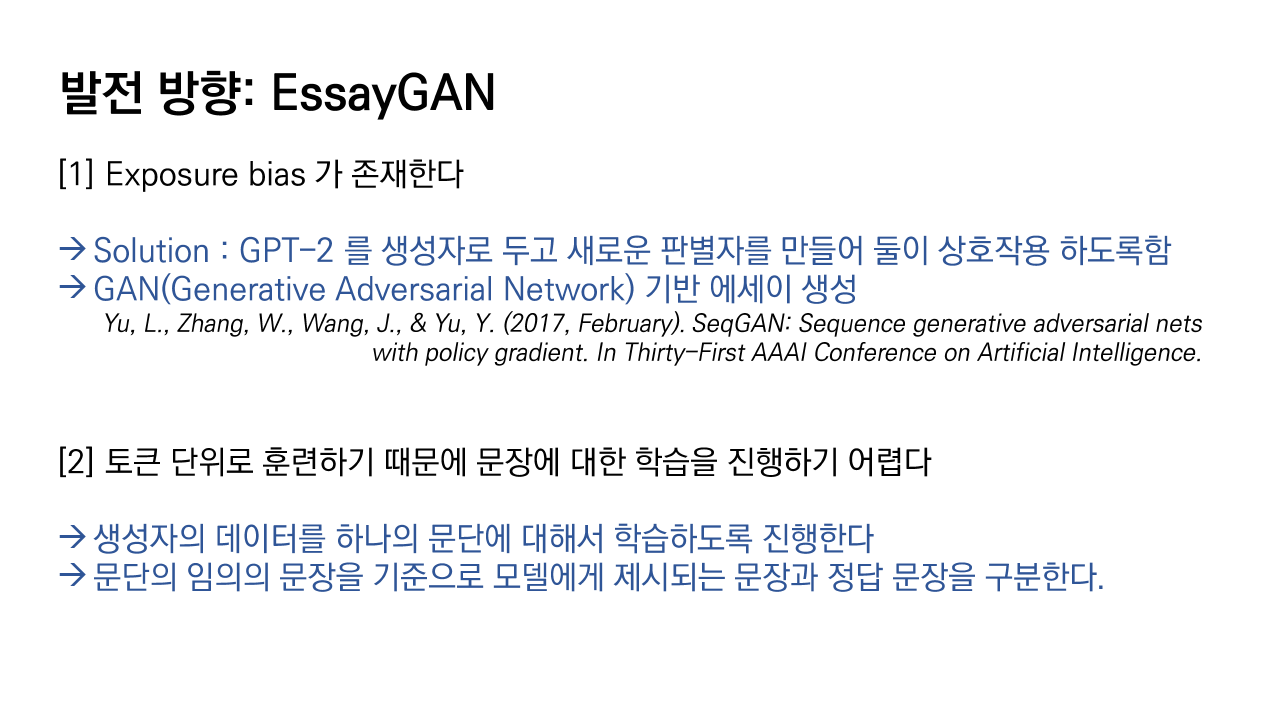 발전 방향: EssayGAN
[1] Exposure bias 가 존재한다
→ Solution : GPT-2 를 생성자로 두고 새로운 판별자를 만들어 둘이 상호작용 하도록함
→ GAN(Generative Adversarial Network) 기반 에세이 생성
Yu, L., Zhang, W., Wang, J., & Yu, Y. (2017, February). SeqGAN: Sequence generative adversarial nets
with policy gradient. In Thirty-First AAAI Conference on Artificial Intelligence.
[2] 토큰 단위로 훈련하기 때문에 문장에 대한 학습을 진행하기 어렵다
→ 생성자의 데이터를 하나의 문단에 대해서 학습하도록 진행한다
→ 문단의 임의의 문장을 기준으로 모델에게 제시되는 문장과 정답 문장을 구분한다.